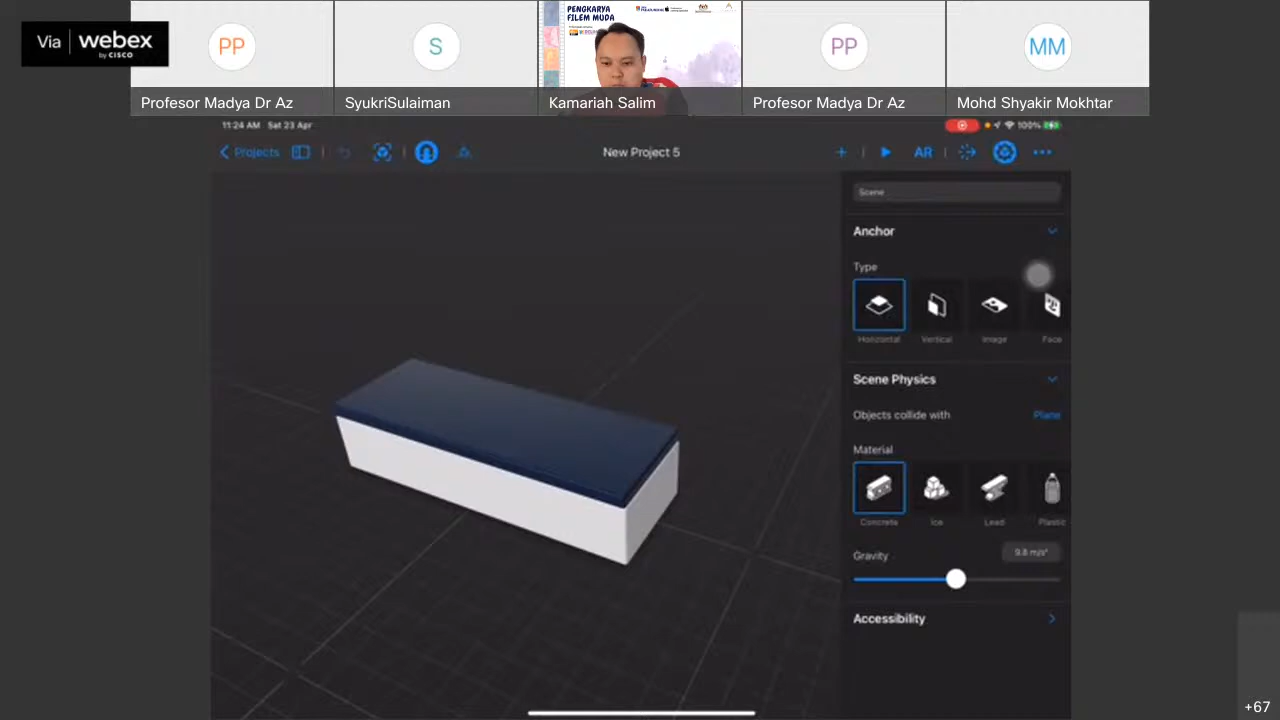 Via webex
by CISCO
PP
S
PP
MM
PENGKARYA
FILEM MUDA
Profesor Madya Dr Az
SyukriSulaiman
Kamariah Salim
Profesor Madya Dr Az
Mohd Shyakir Mokhtar
11:24 AM Sat 23 Apr
100%
Projects
New Project 5
AR
Scene
Anchor
Type
Horizontal
Vertical
Image
Face
Scene Physics
Objects collide with
Plane
Material
Concrete
Ice
Lead
Plastic
Gravity
9.8 m/s²
Accessibility
+67